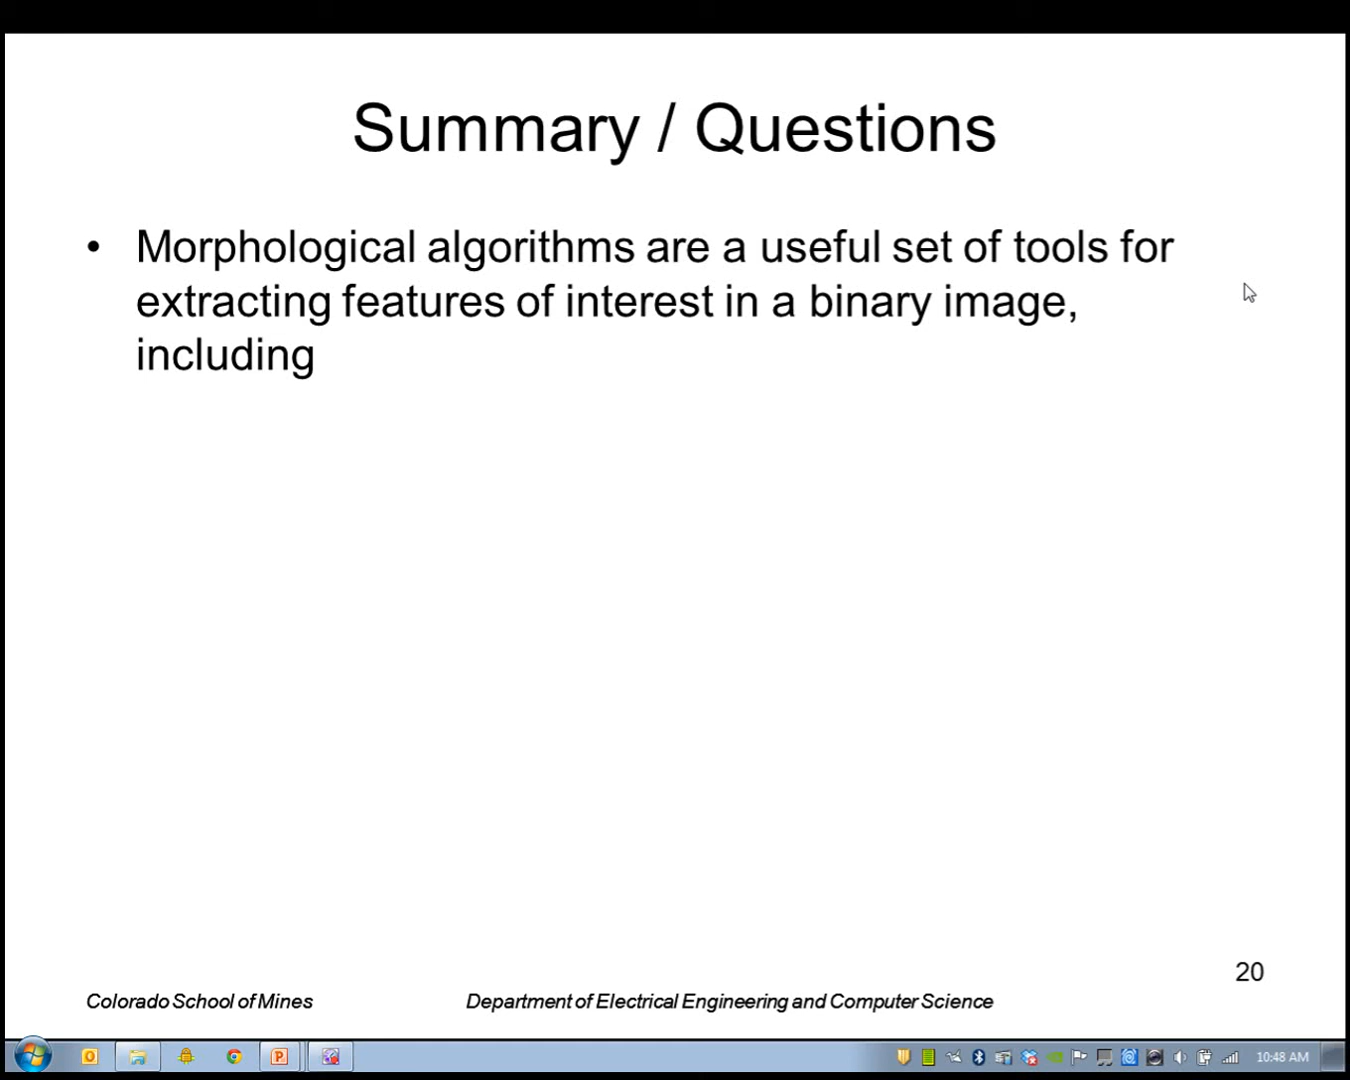 Summary / Questions
• Morphological algorithms are a useful set of tools for
extracting features of interest in a binary image,
including
20
Colorado School of Mines
Department of Electrical Engineering and Computer Science
10:48 AM